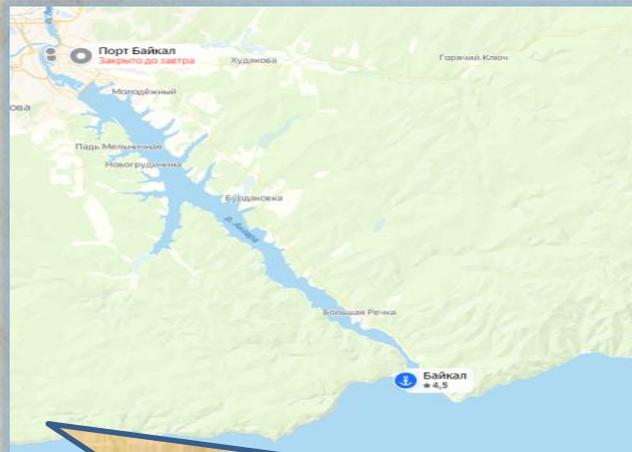 Порт Байкал
Закрыто до завтра
Худякова
Горячий Ключ
Молодёжный
ова
Падь Мельничная
Новогрудинина
Бурдаковка
р. Ангара
Большая Речка
Байкал
★ 4,5